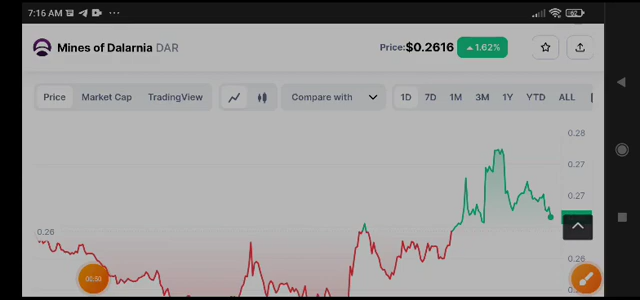 7:16 AM ...
Mines of Dalarnia DAR
Price:$0.2616 1.62%
Price Market Cap TradingView Compare with 1D 7D 1M 3M 1Y YTD ALL
0.28
0.27
0.27
0.26
0.26
00:50